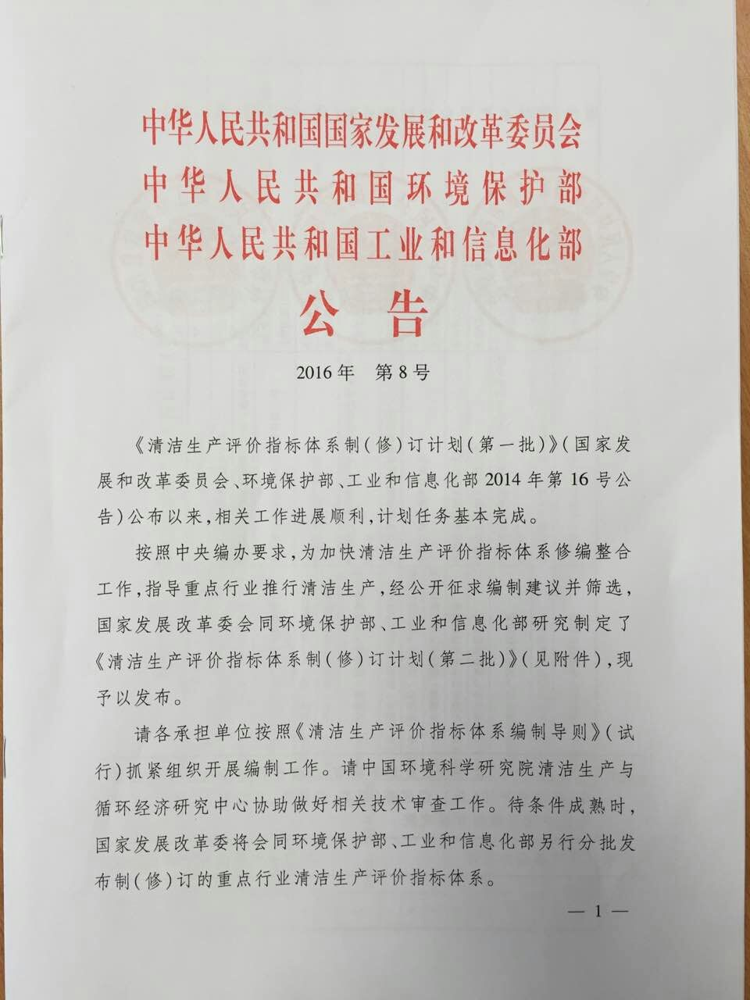 中华人民共和国国家发展和改革委员会
中华人民共和国环境保护部
中华人民共和国工业和信息化部
公 告
2016 年 第 8 号
《清洁生产评价指标体系制(修)订计划(第一批)》(国家发
展和改革委员会、环境保护部、工业和信息化部 2014 年第 16 号公
告)公布以来,相关工作进展顺利,计划任务基本完成。
按照中央编办要求,为加快清洁生产评价指标体系修编整合
工作,指导重点行业推行清洁生产,经公开征求编制建议并筛选,
国家发展改革委会同环境保护部、工业和信息化部研究制定了
《清洁生产评价指标体系制(修)订计划(第二批)》(见附件),现
予以发布。
请各承担单位按照《清洁生产评价指标体系编制导则》(试
行)抓紧组织开展编制工作。请中国环境科学研究院清洁生产与
循环经济研究中心协助做好相关技术审查工作。待条件成熟时,
国家发展改革委将会同环境保护部、工业和信息化部另行分批发
布制(修)订的重点行业清洁生产评价指标体系。
— 1 —